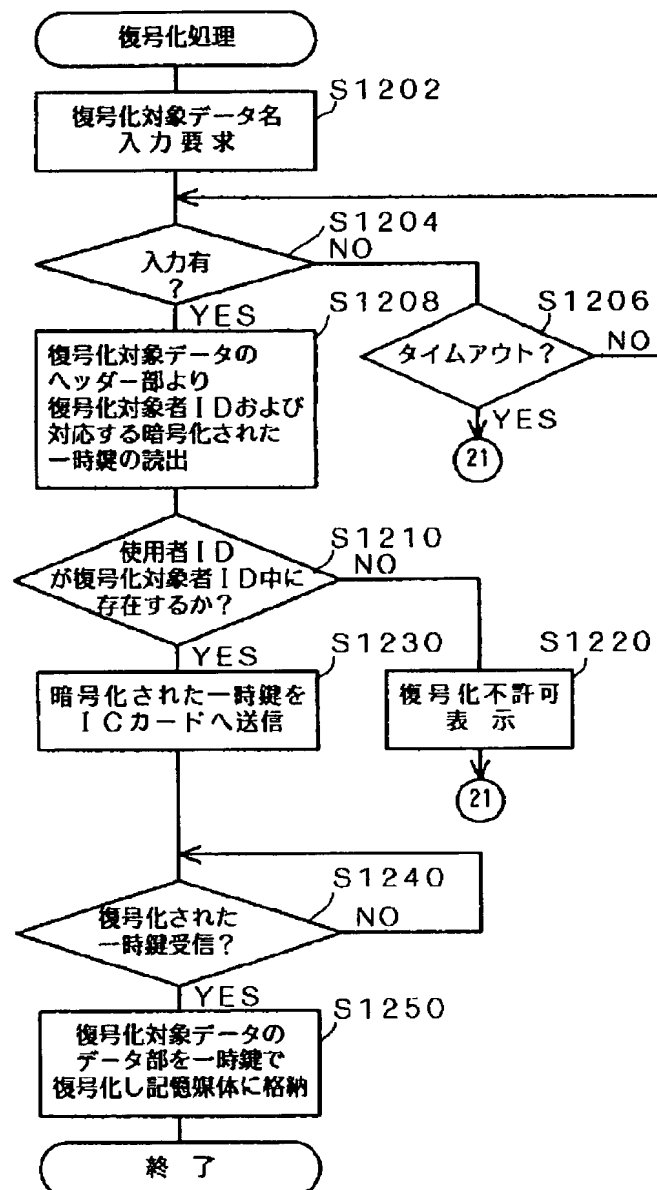 復号化処理
S1202
復号化対象データ名
入力要求
S1204
入力有
?
NO
YES
S1206
タイムアウト?
NO
YES
21
S1208
復号化対象データの
ヘッダー部より
復号化対象者IDおよび
対応する暗号化された
一時鍵の読出
S1210
使用者ID
が復号化対象者ID中に
存在するか?
NO
YES
S1220
復号化不許可
表示
21
S1230
暗号化された一時鍵を
ICカードへ送信
S1240
復号化された
一時鍵受信?
NO
YES
S1250
復号化対象データの
データ部を一時鍵で
復号化し記憶媒体に格納
終了